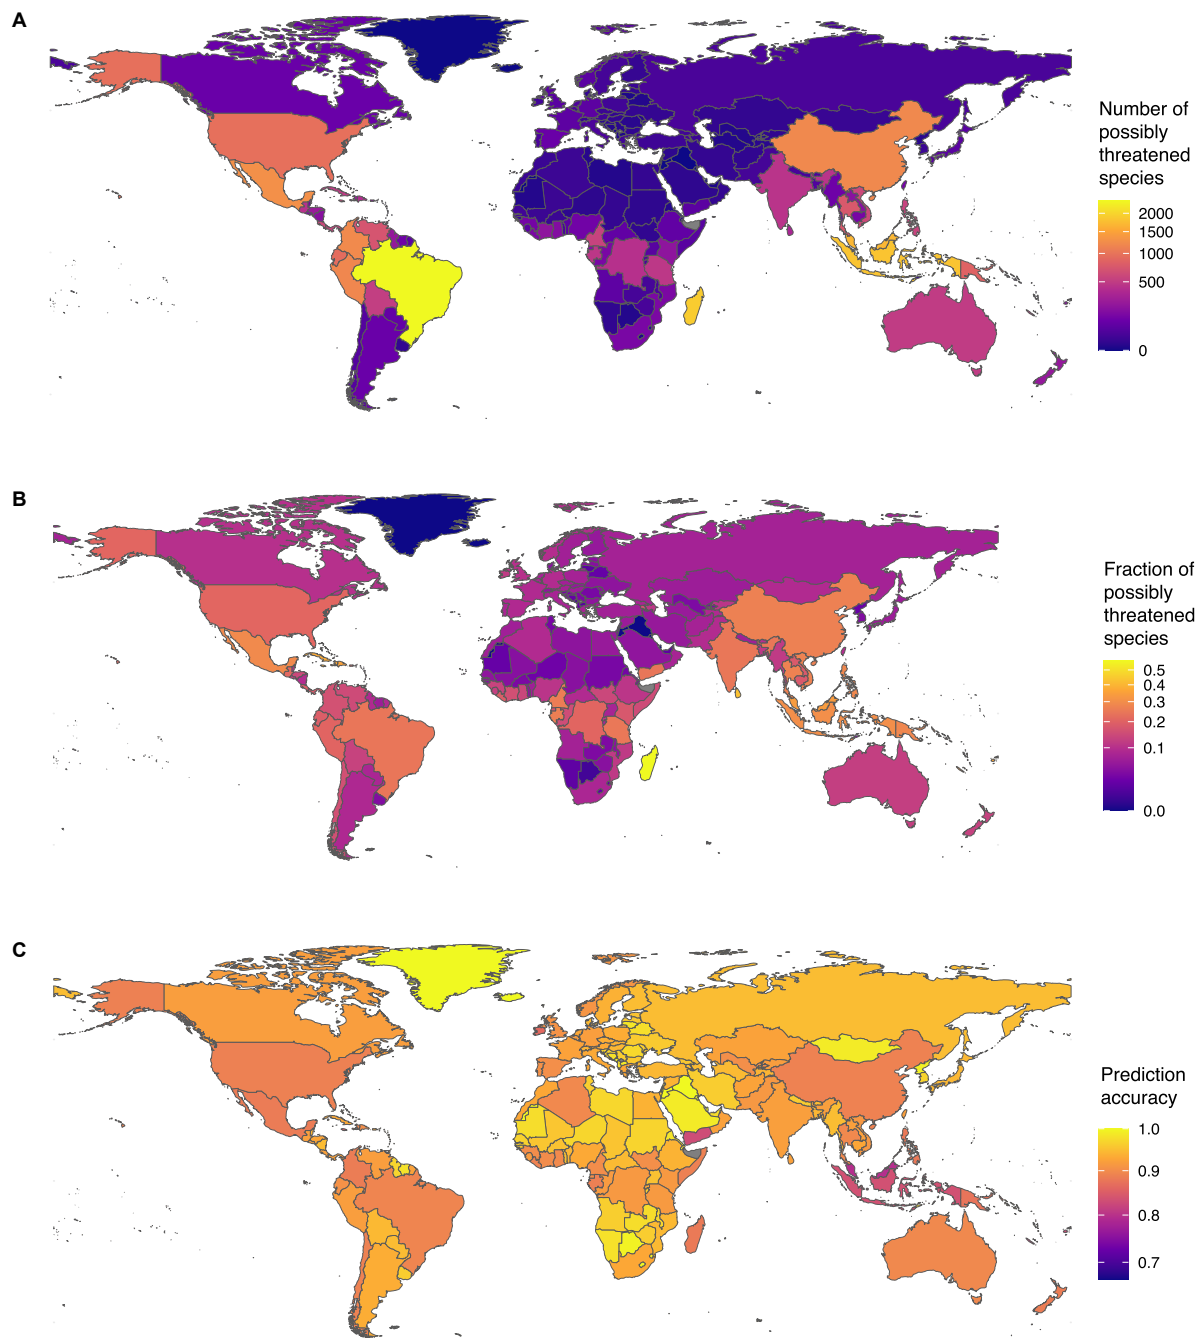 A
Number of
possibly
threatened
species
2000
1500
1000
500
0
B
Fraction of
possibly
threatened
species
0.5
0.4
0.3
0.2
0.1
0.0
C
Prediction
accuracy
1.0
0.9
0.8
0.7